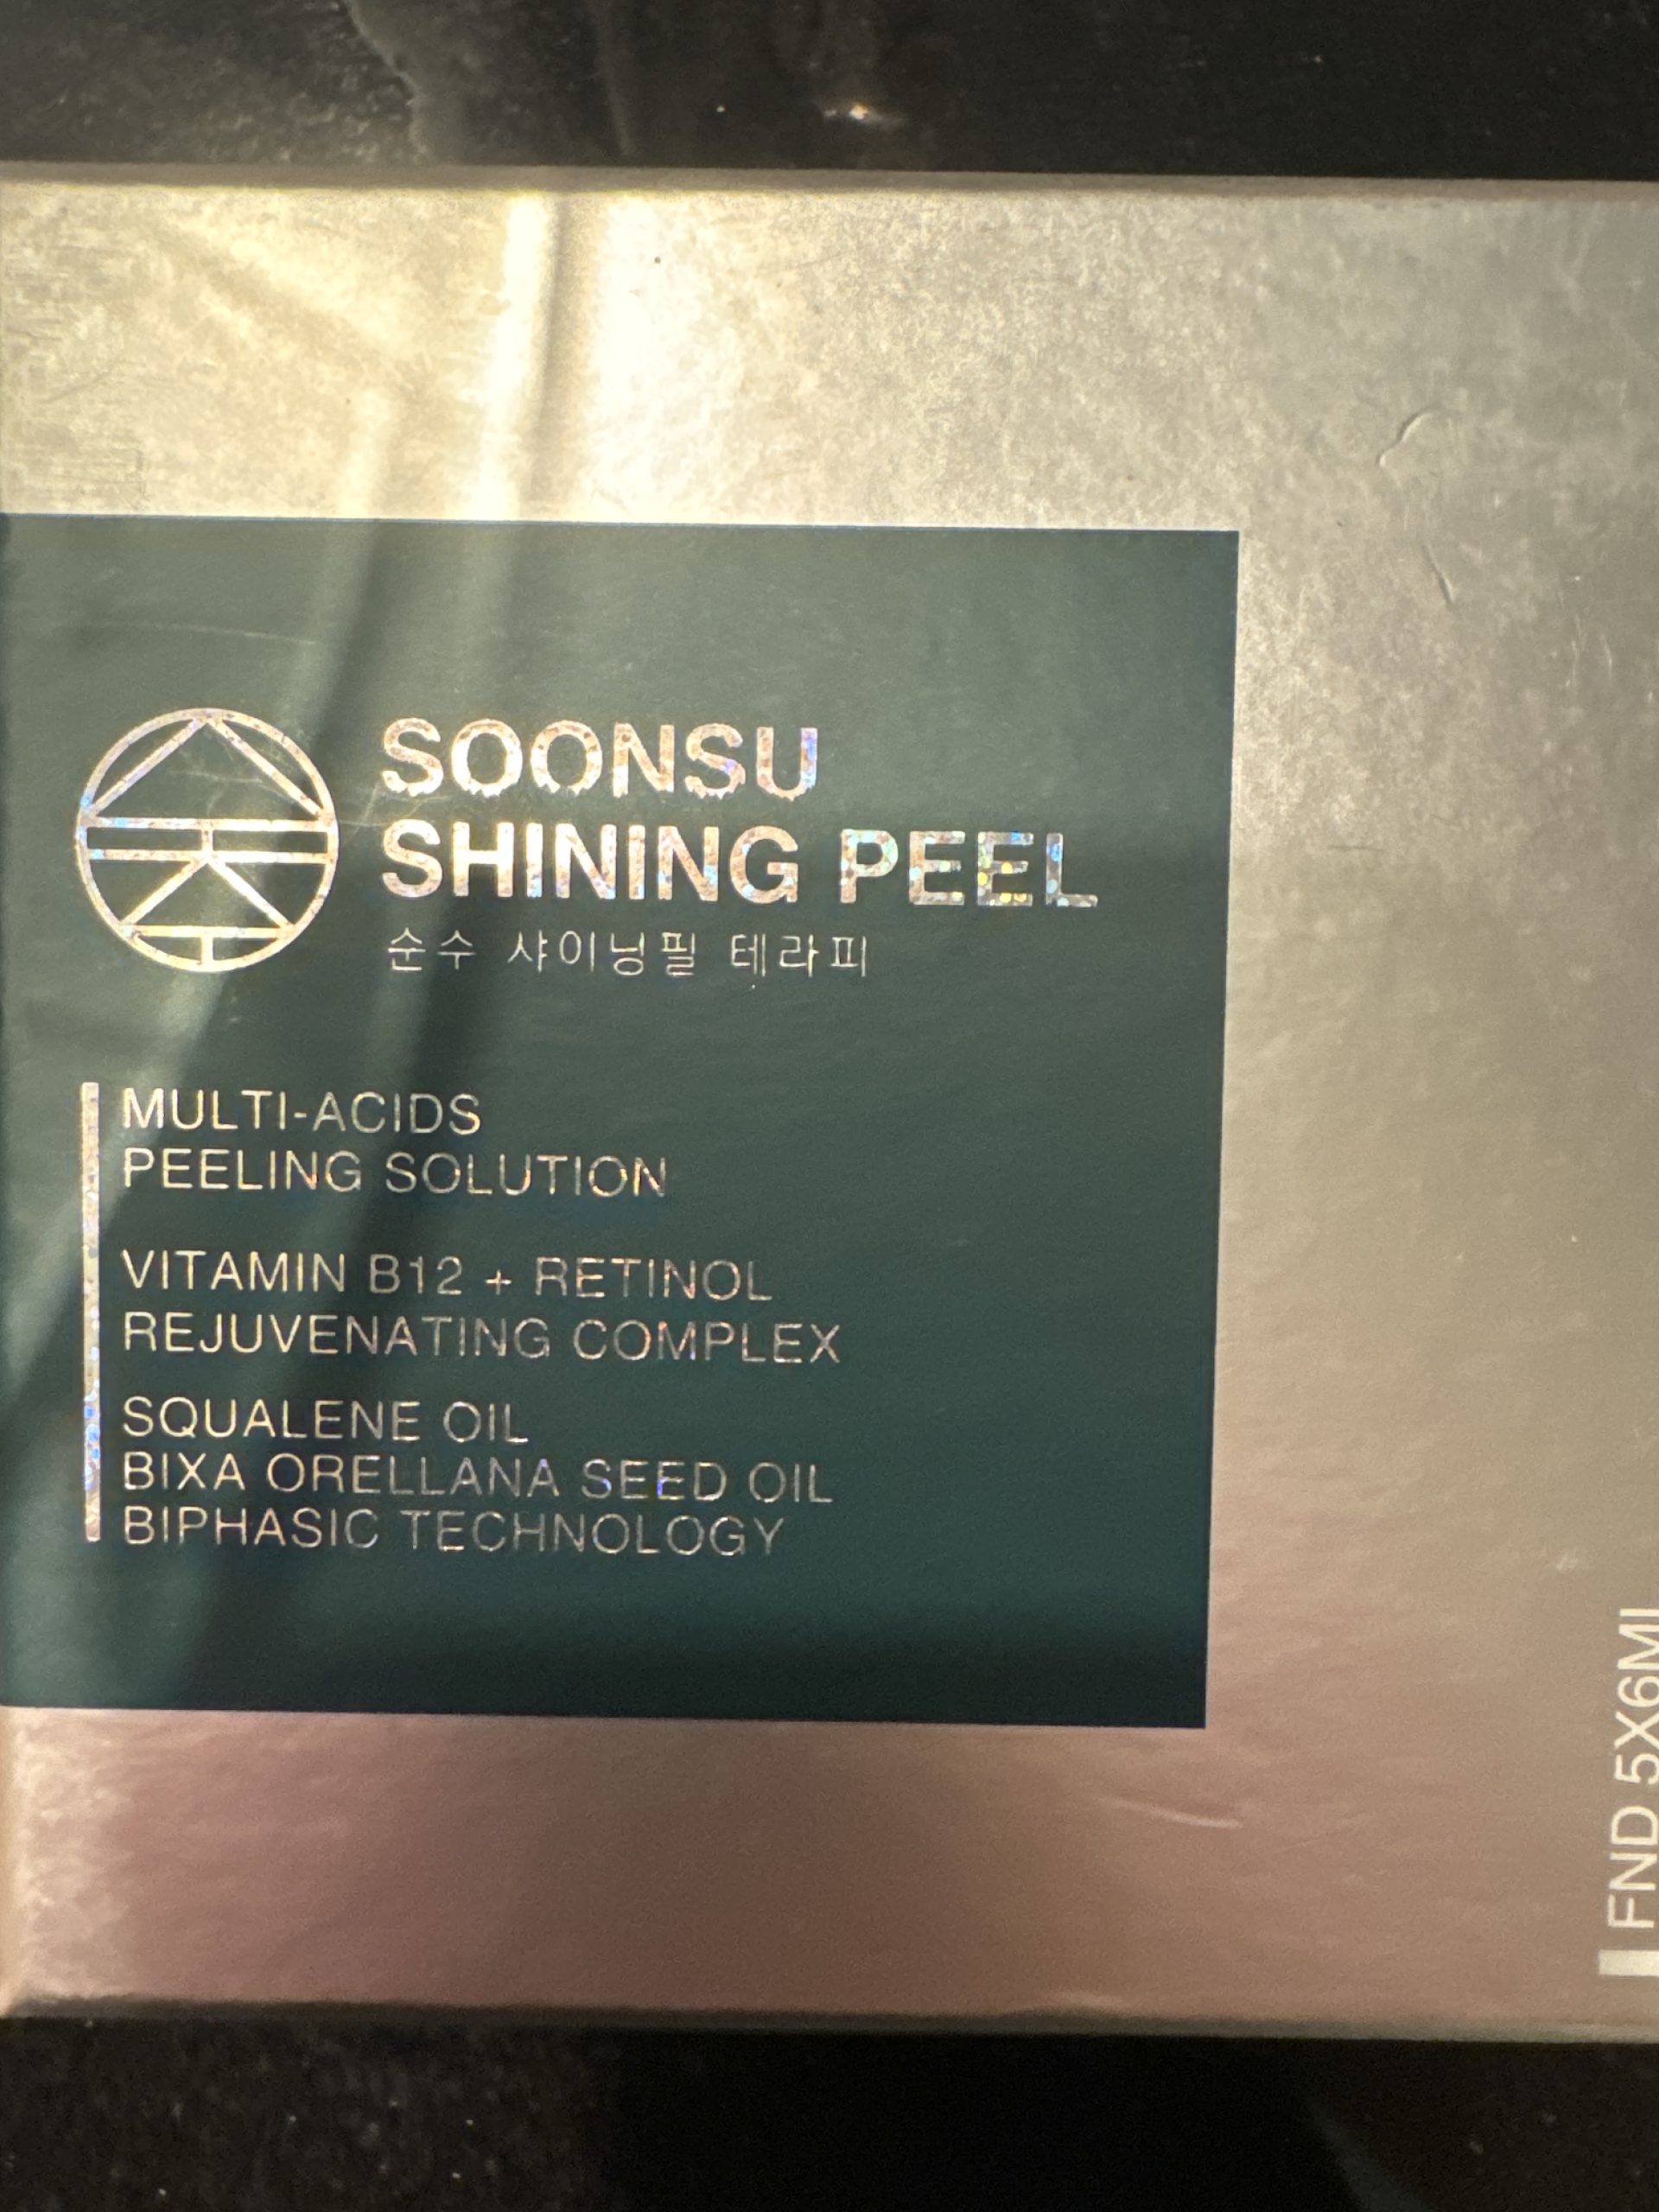 SOONSU
SHINING PEEL
순수 샤이닝필 테라피
MULTI-ACIDS
PEELING SOLUTION
VITAMIN B12 + RETINOL
REJUVENATING COMPLEX
SQUALENE OIL
BIXA ORELLANA SEED OIL
BIPHASIC TECHNOLOGY
FND 5X6Ml